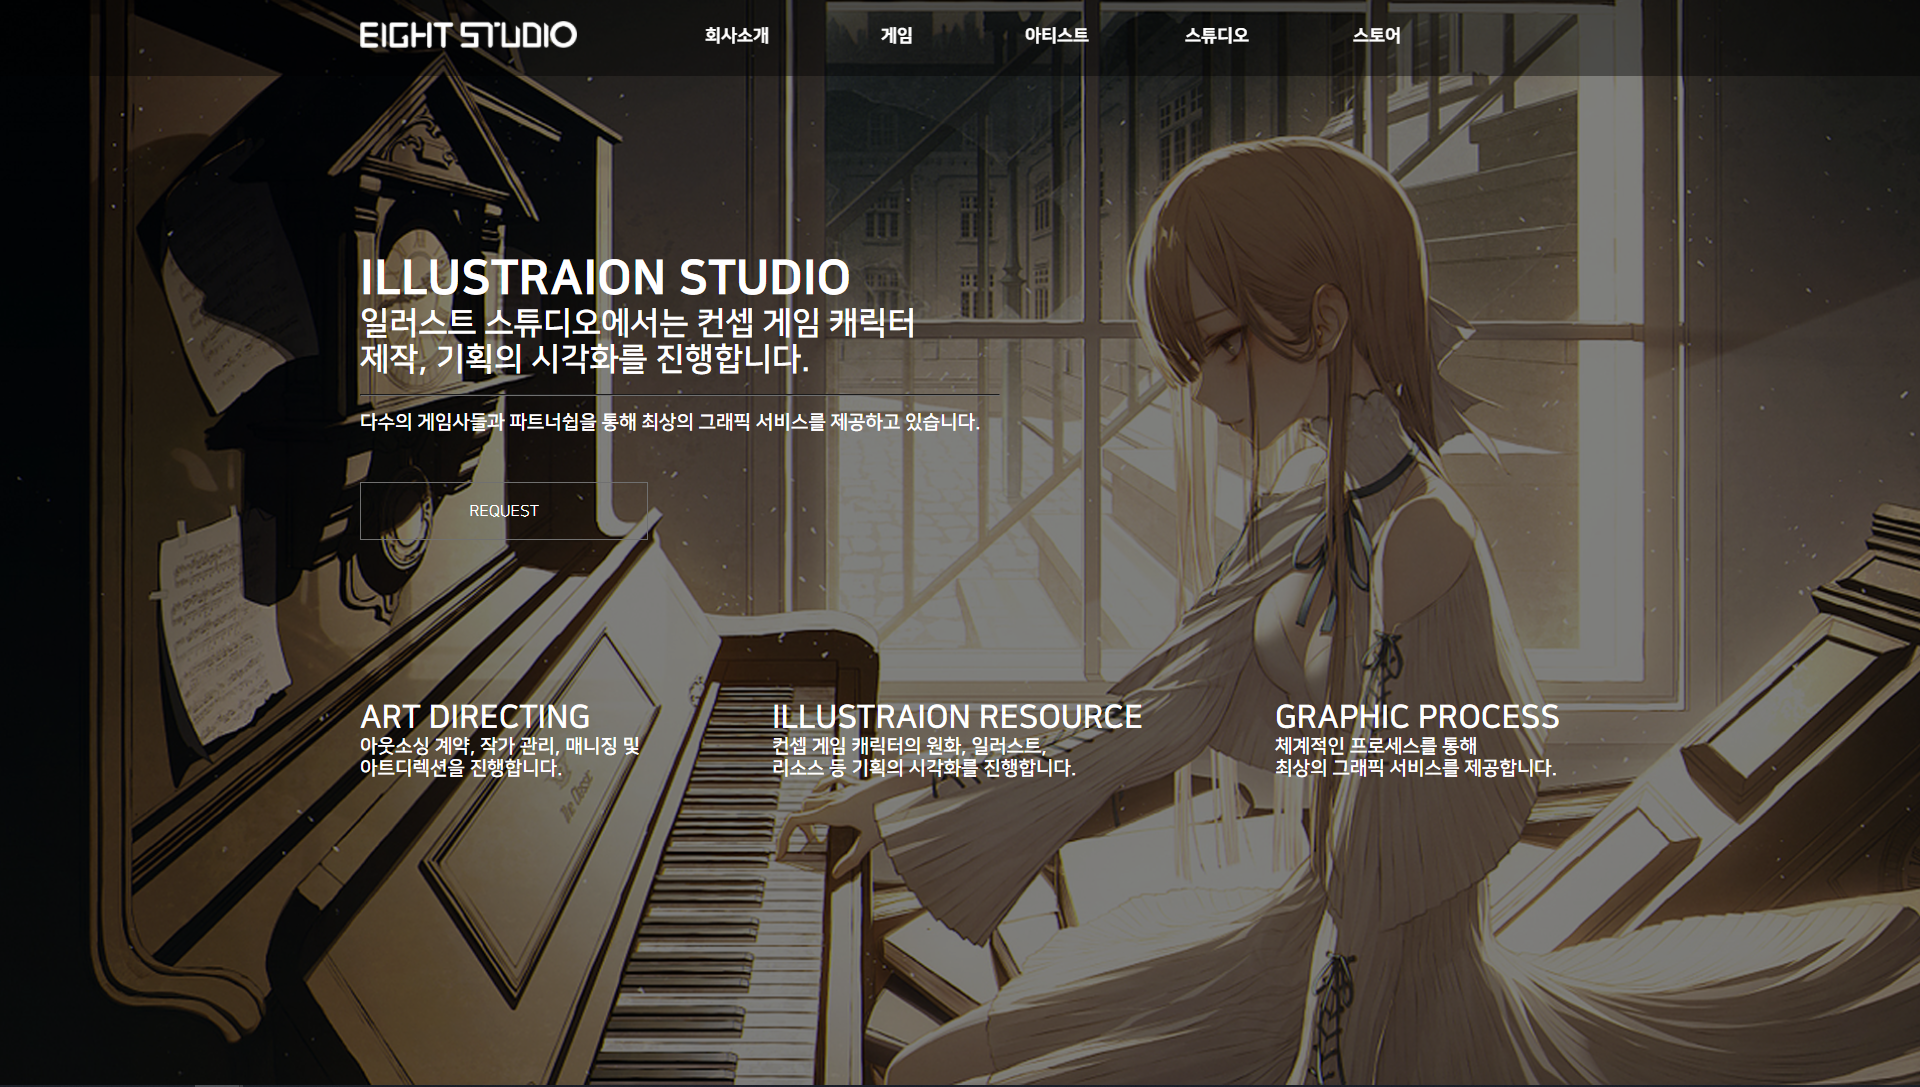 EIGHT STUDIO
회사소개
게임
아티스트
스튜디오
스토어
ILLUSTRAION STUDIO
일러스트 스튜디오에서는 컨셉 게임 캐릭터
제작, 기획의 시각화를 진행합니다.
다수의 게임사들과 파트너쉽을 통해 최상의 그래픽 서비스를 제공하고 있습니다.
REQUEST
ART DIRECTING
아웃소싱 계약, 작가 관리, 매니징 및
아트디렉션을 진행합니다.
ILLUSTRAION RESOURCE
컨셉 게임 캐릭터의 원화, 일러스트,
리소스 등 기획의 시각화를 진행합니다.
GRAPHIC PROCESS
체계적인 프로세스를 통해
최상의 그래픽 서비스를 제공합니다.